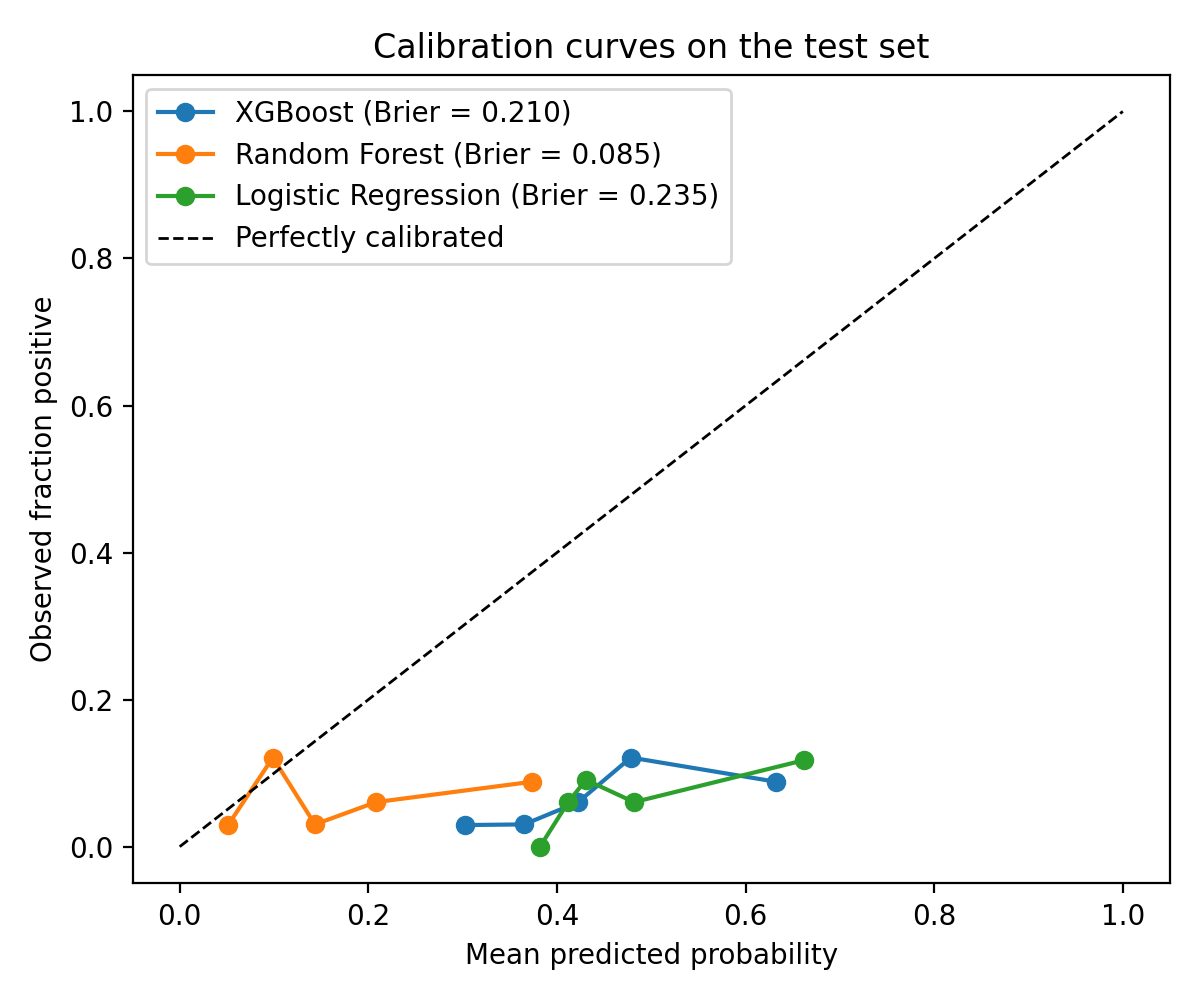 Calibration curves on the test set
XGBoost (Brier = 0.210)
Random Forest (Brier = 0.085)
Logistic Regression (Brier = 0.235)
Perfectly calibrated
Observed fraction positive
1.0
0.8
0.6
0.4
0.2
0.0
0.0 0.2 0.4 0.6 0.8 1.0
Mean predicted probability